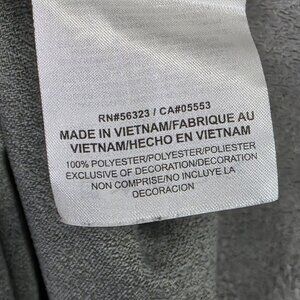 RN#56323 / CA#05553
MADE IN VIETNAM/FABRIQUE AU
VIETNAM/HECHO EN VIETNAM
100% POLYESTER/POLYESTER/POLIESTER
EXCLUSIVE OF DECORATION/DECORATION
NON COMPRISE/NO INCLUYE LA
DECORACION